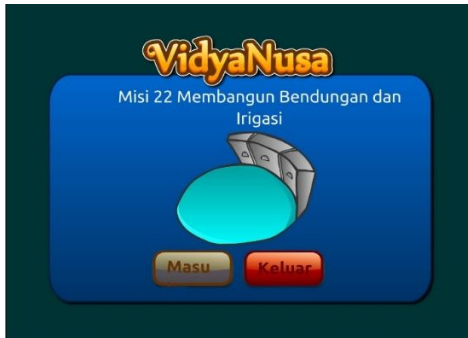 VidyaNusa
Misi 22 Membangun Bendungan dan
Irigasi
Masu
Keluar